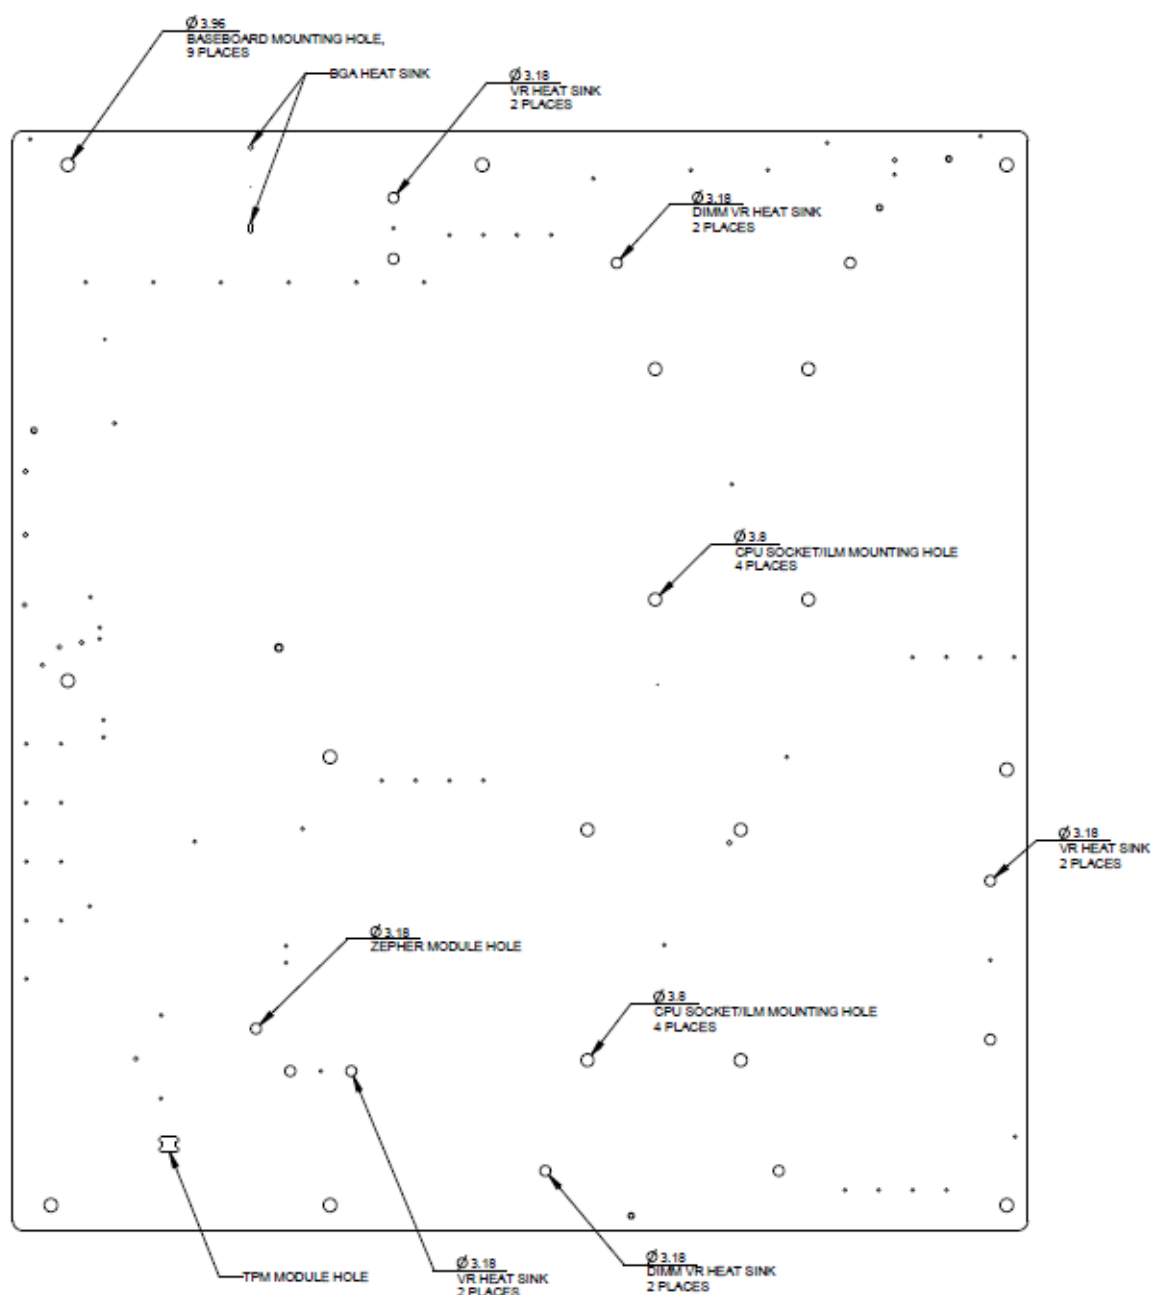 Ø 3.96
BASEBOARD MOUNTING HOLE,
9 PLACES
BGA HEAT SINK
Ø 3.18
VR HEAT SINK
2 PLACES
Ø 3.18
DIMM VR HEAT SINK
2 PLACES
Ø 3.8
CPU SOCKET/ILM MOUNTING HOLE
4 PLACES
Ø 3.18
VR HEAT SINK
2 PLACES
Ø 3.18
ZEPHER MODULE HOLE
Ø 3.8
CPU SOCKET/ILM MOUNTING HOLE
4 PLACES
TPM MODULE HOLE
Ø 3.18
VR HEAT SINK
2 PLACES
Ø 3.18
DIMM VR HEAT SINK
2 PLACES